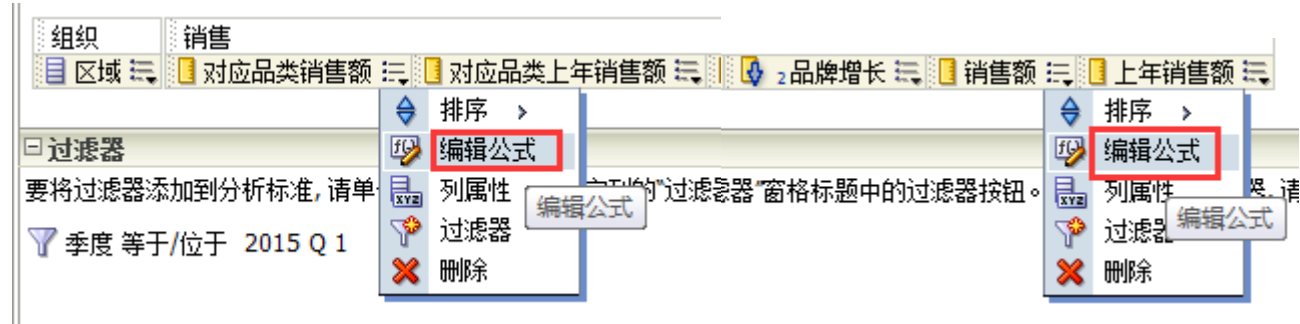 组织 销售
区域 对应品类销售额 对应品类上年销售额 2品牌增长 销售额 上年销售额
排序 排序
过滤器 编辑公式 编辑公式
要将过滤器添加到分析标准, 请单 列属性 的"过滤器"窗格标题中的过滤器按钮。 列属性 请
编辑公式 编辑公式
季度 等于/位于 2015 Q 1 过滤器 过滤器
删除 删除